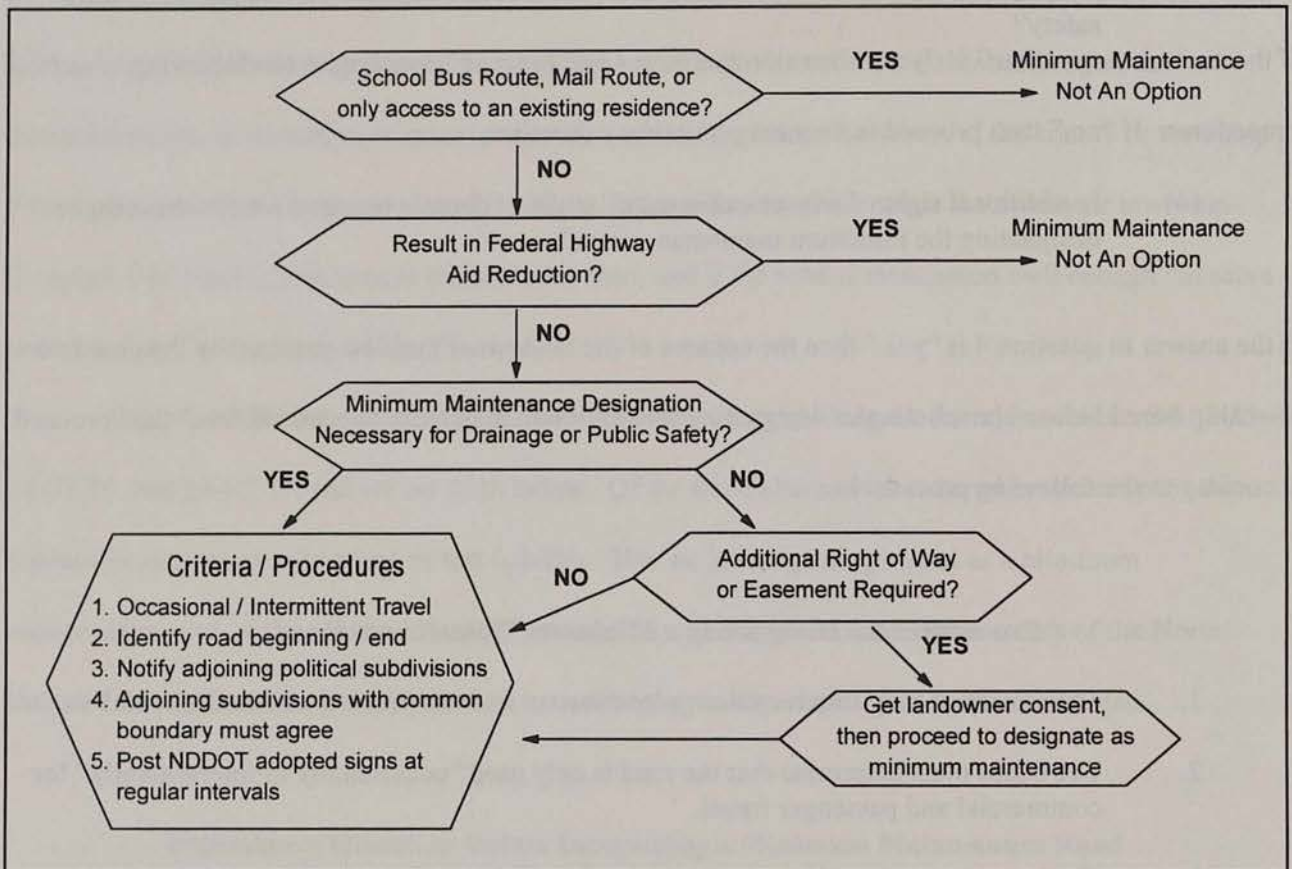 School Bus Route, Mail Route, or
only access to an existing residence?
YES
Minimum Maintenance
Not An Option
NO
Result in Federal Highway
Aid Reduction?
YES
Minimum Maintenance
Not An Option
NO
Minimum Maintenance Designation
Necessary for Drainage or Public Safety?
YES
NO
Criteria / Procedures
1. Occasional / Intermittent Travel
2. Identify road beginning / end
3. Notify adjoining political subdivisions
4. Adjoining subdivisions with common
boundary must agree
5. Post NDDOT adopted signs at
regular intervals
NO
Additional Right of Way
or Easement Required?
YES
Get landowner consent,
then proceed to designate as
minimum maintenance